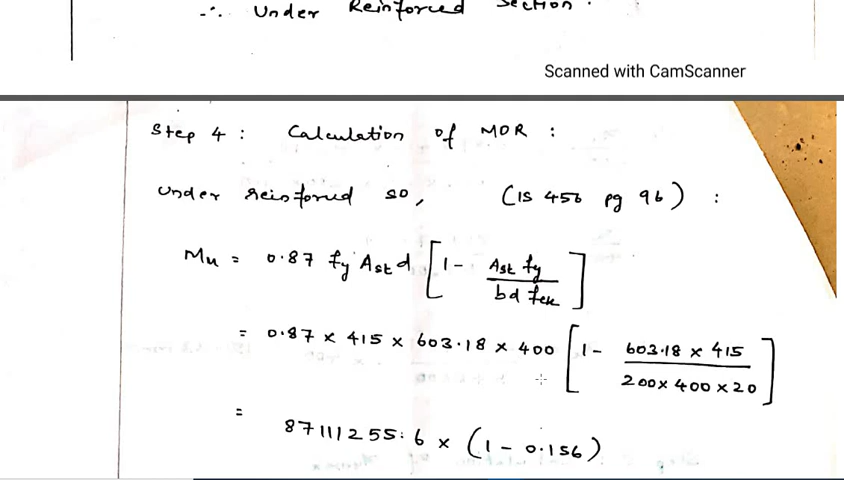 ∴ Under Reinforced Section.
Scanned with CamScanner
Step 4 : Calculation of MOR :
Under reinforced so, (IS 456 pg 96) :
Mu = 0.87 fy Ast d [1 - Ast fy / bd fck]
= 0.87 × 415 × 603.18 × 400 [1 - 603.18 × 415 / 200 × 400 × 20]
= 87111255.6 × (1 - 0.156)